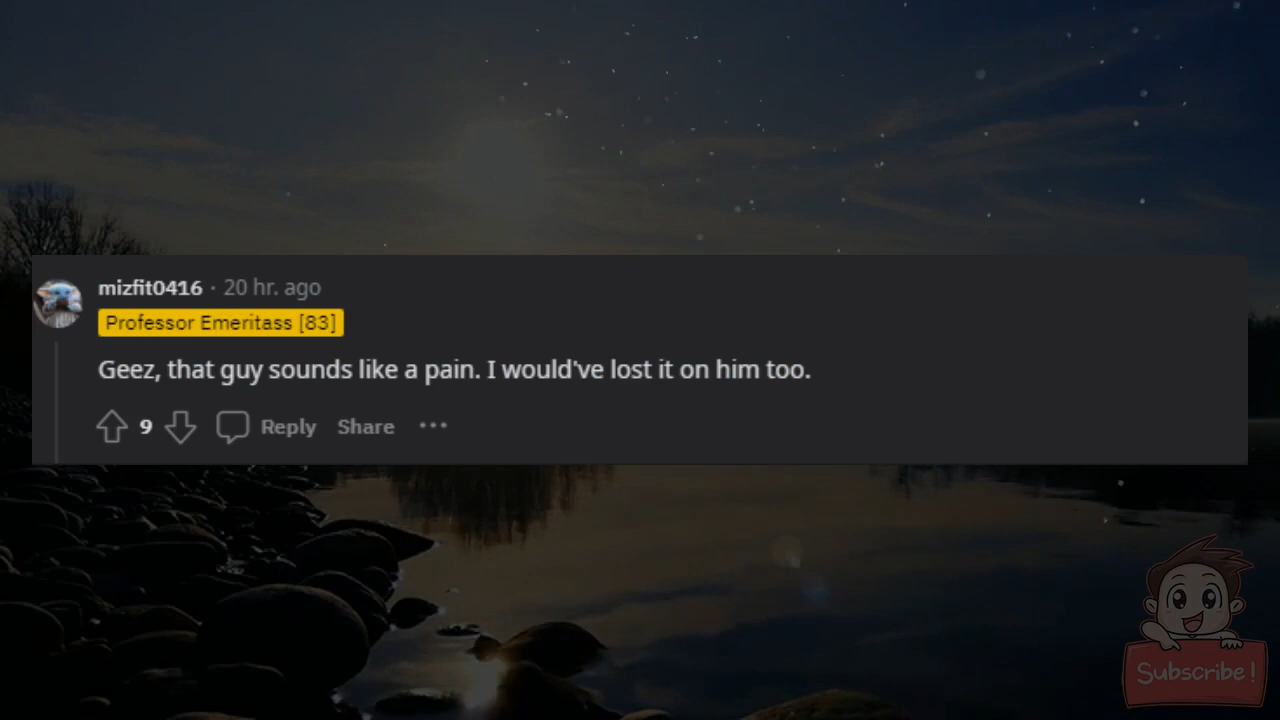 mizfit0416 · 20 hr. ago
Professor Emeritass [83]
Geez, that guy sounds like a pain. I would've lost it on him too.
9 Reply Share ···
Subscribe!